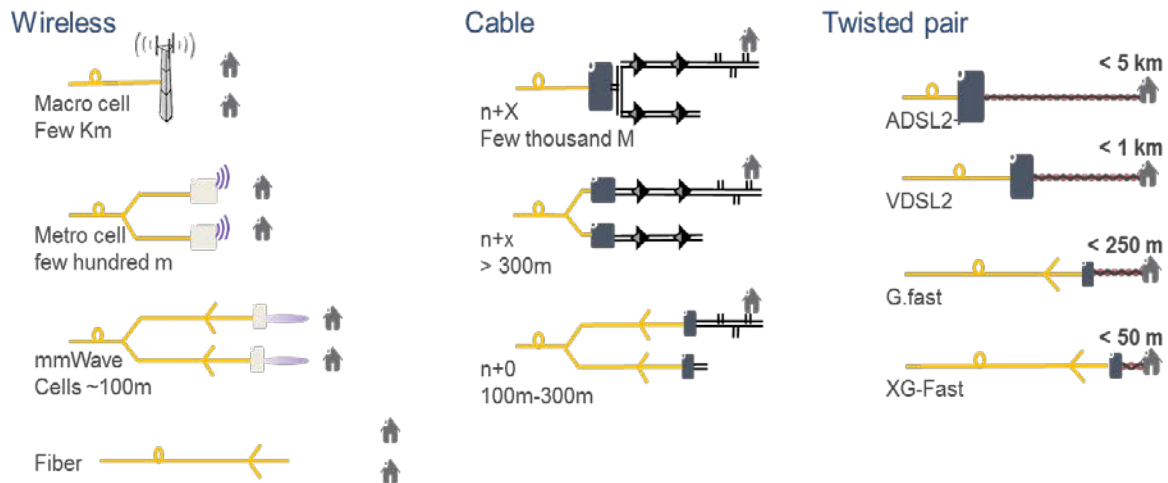 Wireless
Macro cell
Few Km
Metro cell
few hundred m
mmWave
Cells ~100m
Fiber
Cable
n+X
Few thousand M
n+x
> 300m
n+0
100m-300m
Twisted pair
< 5 km
ADSL2+
< 1 km
VDSL2
< 250 m
G.fast
< 50 m
XG-Fast